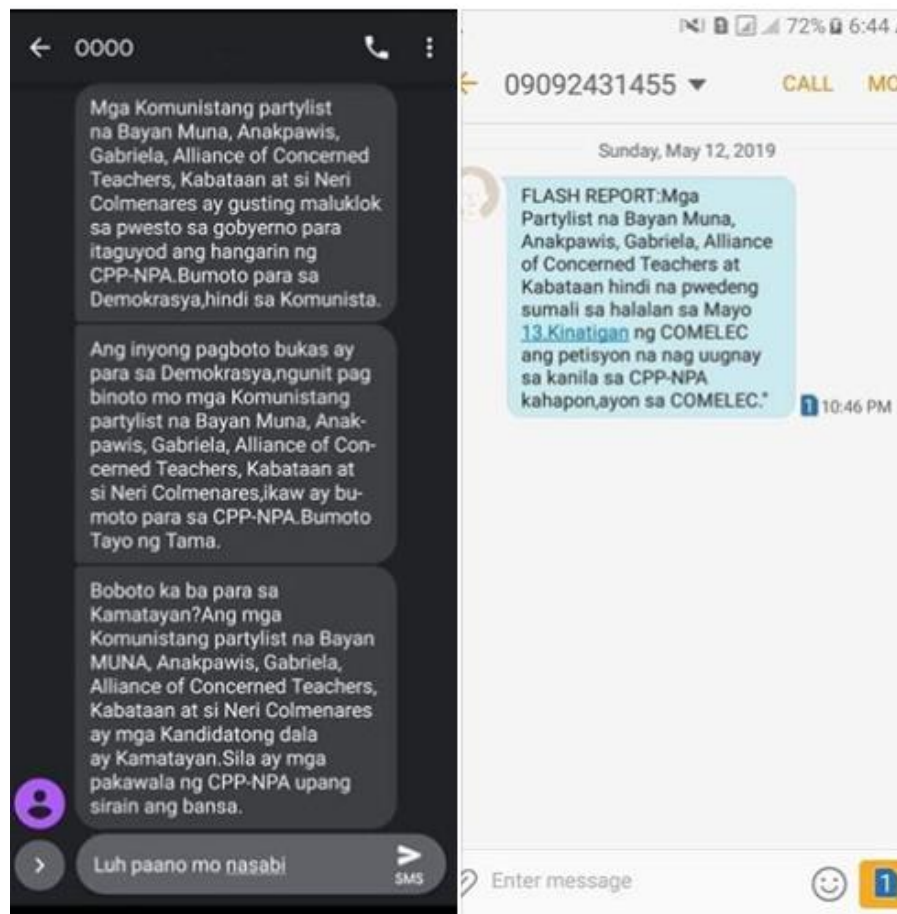 0000
Mga Komunistang partylist
na Bayan Muna, Anakpawis,
Gabriela, Alliance of Concerned
Teachers, Kabataan at si Neri
Colmenares ay gusting maluklok
sa pwesto sa gobyerno para
itaguyod ang hangarin ng
CPP-NPA.Bumoto para sa
Demokrasya,hindi sa Komunista.
Ang inyong pagboto bukas ay
para sa Demokrasya,ngunit pag
binoto mo mga Komunistang
partylist na Bayan Muna, Anak-
pawis, Gabriela, Alliance of Con-
cerned Teachers, Kabataan at
si Neri Colmenares,ikaw ay bu-
moto para sa CPP-NPA.Bumoto
Tayo ng Tama.
Boboto ka ba para sa
Kamatayan?Ang mga
Komunistang partylist na Bayan
MUNA, Anakpawis, Gabriela,
Alliance of Concerned Teachers,
Kabataan at si Neri Colmenares
ay mga Kandidatong dala
ay Kamatayan.Sila ay mga
pakawala ng CPP-NPA upang
sirain ang bansa.
Luh paano mo nasabi
SMS
72% 6:44
09092431455 CALL MO
Sunday, May 12, 2019
FLASH REPORT:Mga
Partylist na Bayan Muna,
Anakpawis, Gabriela, Alliance
of Concerned Teachers at
Kabataan hindi na pwedeng
sumali sa halalan sa Mayo
13.Kinatigan ng COMELEC
ang petisyon na nag uugnay
sa kanila sa CPP-NPA
kahapon,ayon sa COMELEC."
1 10:46 PM
Enter message
1